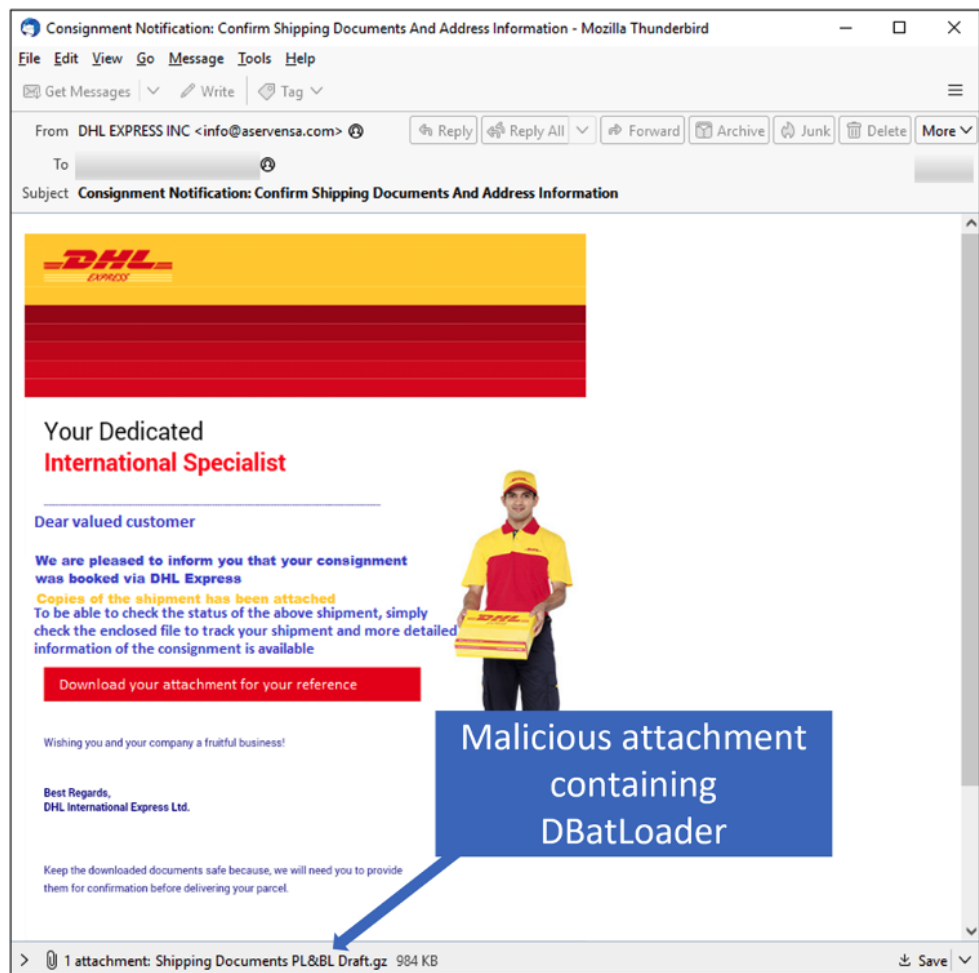 Consignment Notification: Confirm Shipping Documents And Address Information - Mozilla Thunderbird
File Edit View Go Message Tools Help
Get Messages Write Tag
From DHL EXPRESS INC <info@aservensa.com> Reply Reply All Forward Archive Junk Delete More
To
Subject Consignment Notification: Confirm Shipping Documents And Address Information
DHL
EXPRESS
Your Dedicated
International Specialist
Dear valued customer
We are pleased to inform you that your consignment
was booked via DHL Express
Copies of the shipment has been attached
To be able to check the status of the above shipment, simply
check the enclosed file to track your shipment and more detailed
information of the consignment is available
DHL
Download your attachment for your reference
Malicious attachment
containing
DBatLoader
Wishing you and your company a fruitful business!
Best Regards,
DHL International Express Ltd.
Keep the downloaded documents safe because, we will need you to provide
them for confirmation before delivering your parcel.
1 attachment: Shipping Documents PL&BL Draft.gz 984 KB Save